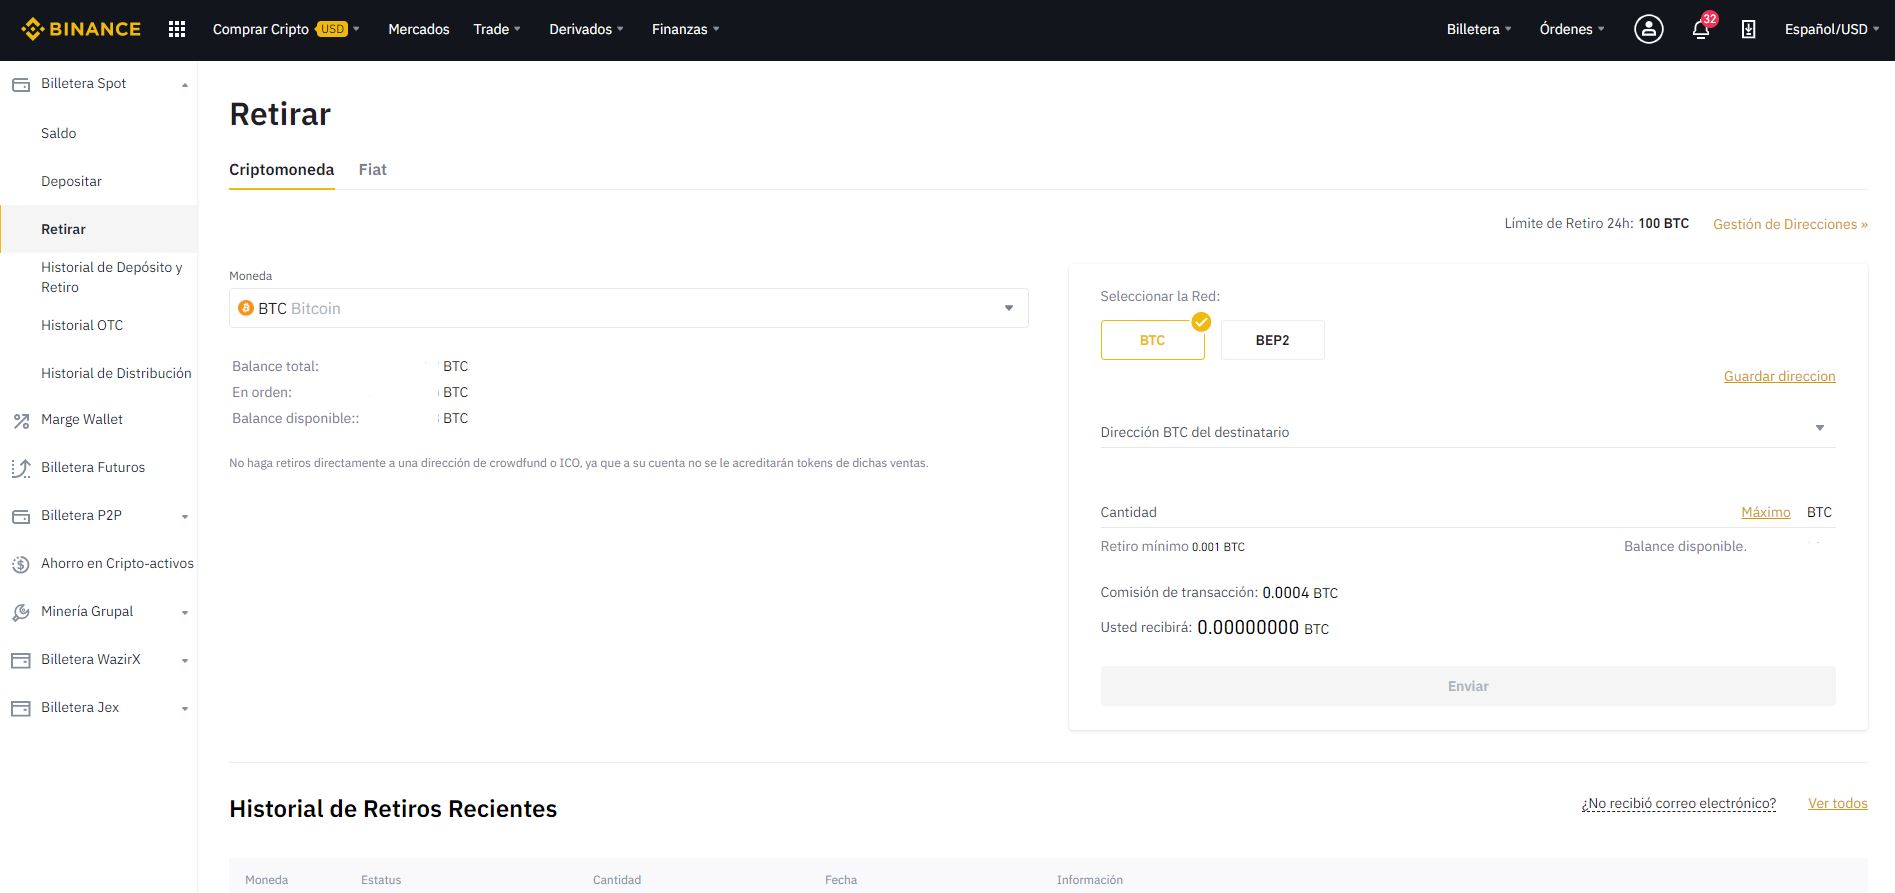 BINANCE
Comprar Cripto USD
Mercados
Trade
Derivados
Finanzas
Billetera
Órdenes
32
Español/USD
Billetera Spot
Saldo
Depositar
Retirar
Historial de Depósito y
Retiro
Historial OTC
Historial de Distribución
Marge Wallet
Billetera Futuros
Billetera P2P
Ahorro en Cripto-activos
Minería Grupal
Billetera WazirX
Billetera Jex
Retirar
Criptomoneda
Fiat
Límite de Retiro 24h: 100 BTC
Gestión de Direcciones »
Moneda
BTC Bitcoin
Balance total: BTC
En orden: BTC
Balance disponible:: BTC
No haga retiros directamente a una dirección de crowdfund o ICO, ya que a su cuenta no se le acreditarán tokens de dichas ventas.
Seleccionar la Red:
BTC
BEP2
Guardar direccion
Dirección BTC del destinatario
Cantidad
Máximo BTC
Retiro mínimo 0.001 BTC
Balance disponible.
Comisión de transacción: 0.0004 BTC
Usted recibirá: 0.00000000 BTC
Enviar
Historial de Retiros Recientes
¿No recibió correo electrónico?
Ver todos
Moneda
Estatus
Cantidad
Fecha
Información